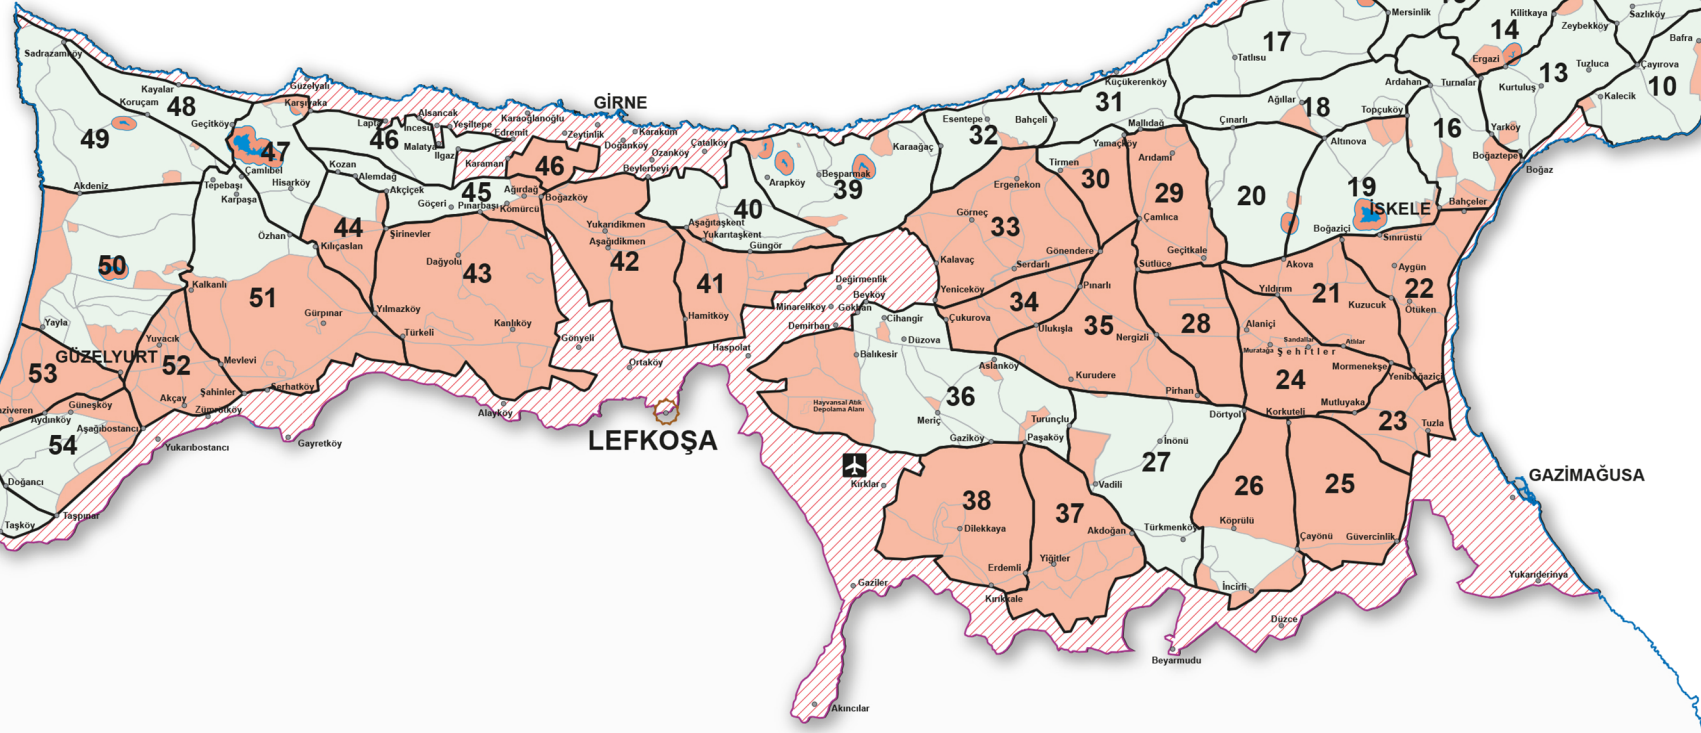 Sadrazamköy
Kayalar
Koruçam
48
Geçitköy
49
Akdeniz
47
Çamlıbel
Tepebaşı
Karpaşa
Hisarköy
Güzelyalı
Karşıyaka
Lapta
46
İncesu
Malatya
Ilgaz
Alsancak
Yeşiltepe
Karaoğlanoğlu
Edremit
Karaman
Zeytinlik
GİRNE
Karakum
Doğanköy
Ozanköy
Çatalköy
Beylerbeyi
46
Kozan
Alemdağ
Akçiçek
45
Göçeri
Pınarbaşı
Kömürcü
Ağırdağ
Boğazköy
44
Kılıçaslan
Özhan
Şirinevler
Dağyolu
43
Kanlıköy
Yılmazköy
Türkeli
50
Yayla
Kalkanlı
51
Gürpınar
Yuvacık
GÜZELYURT
52
53
Mevlevi
Şahinler
Serhatköy
Akçay
Zümrütköy
Güneşköy
Aydınköy
Aşağıbostancı
Yukarıbostancı
Gayretköy
54
Doğancı
Taşköy
Taşpınar
ziveren
Alayköy
Gönyeli
Ortaköy
LEFKOŞA
Haspolat
Yukarıdikmen
Aşağıdikmen
42
41
Hamitköy
Aşağıtaşkent
Yukarıtaşkent
Güngör
40
Arapköy
Beşparmak
39
Karaağaç
Değirmenlik
Beyköy
Minareliköy
Gökhan
Demirhan
Cihangir
Düzova
Balıkesir
Hayvansal Atık
Depolama Alanı
36
Aslanköy
Meriç
Gaziköy
Turunçlu
Paşaköy
Kırklar
38
Dilekkaya
Erdemli
Kırıkkale
37
Akdoğan
Yiğitler
Gaziler
Akıncılar
Esentepe
32
Bahçeli
31
Küçükerenköy
Mallıdağ
Yamaçköy
Tirmen
30
Arıdamı
29
Çamlıca
Geçitkale
Ergenekon
Görneç
33
Gönendere
Serdarlı
Kalavaç
Yeniceköy
Çukurova
34
Ulukışla
Pınarlı
35
Nergizli
Kurudere
Pirhan
Sütlüce
28
27
İnönü
Vadili
Türkmenköy
Beyarmudu
Dörtyol
Korkuteli
26
Köprülü
İncirli
Düzce
25
Çayönü
Güvercinlik
24
Alaniçi
Muratağa
Sandallar
Atlılar
Şehitler
Mormenekşe
Yeniboğaziçi
Mutluyaka
23
Tuzla
Yıldırım
21
Kuzucuk
22
Aygün
Ötüken
Akova
Boğaziçi
Sınırüstü
19
İSKELE
Bahçeler
20
Altınova
Çınarlı
18
Ağıllar
Topçuköy
Ardahan
17
Tatlısu
Mersinlik
Turnalar
16
Yarköy
Boğaztepe
Boğaz
14
Ergazi
Kilitkaya
Zeybekköy
13
Tuzluca
Kurtuluş
Kalecik
Sazlıköy
Bafra
Çayırova
10
GAZİMAĞUSA
Yukarıderinya